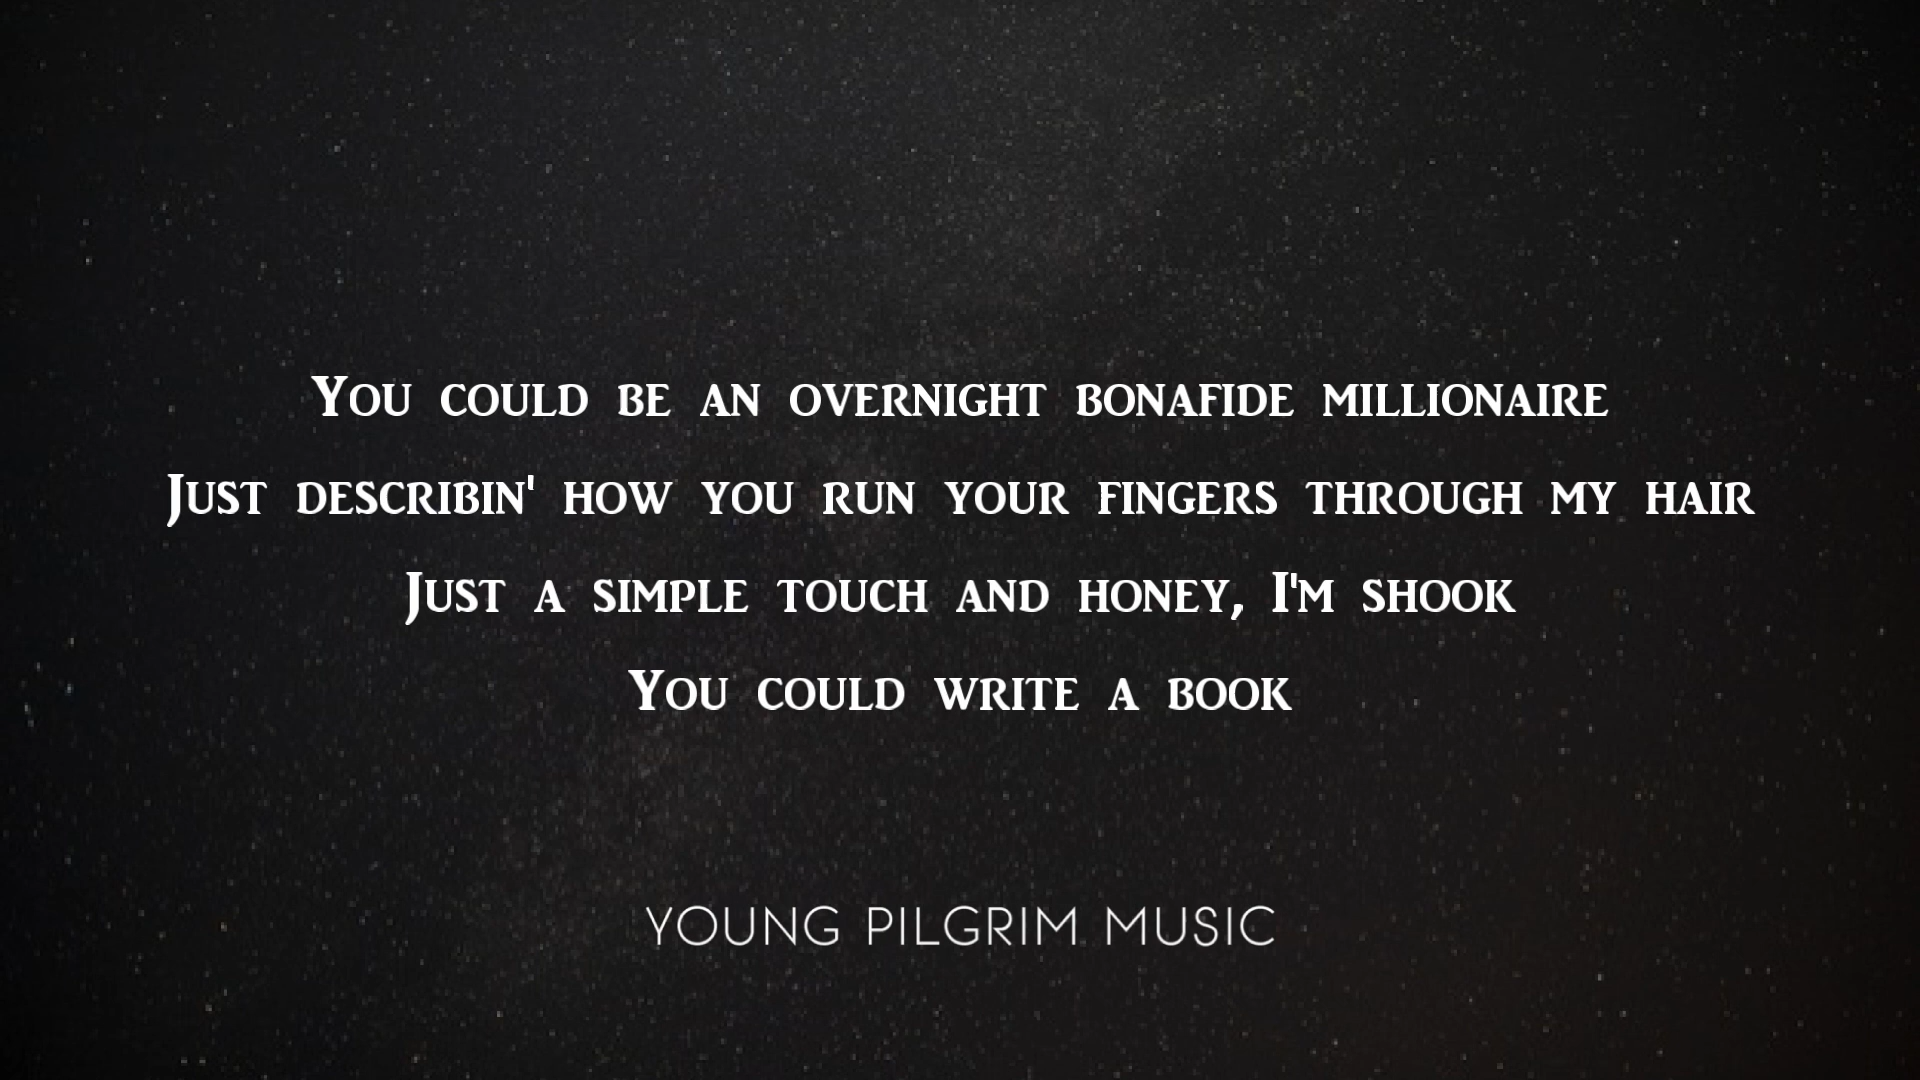 You could be an overnight bonafide millionaire
Just describin' how you run your fingers through my hair
Just a simple touch and honey, I'm shook
You could write a book
YOUNG PILGRIM MUSIC